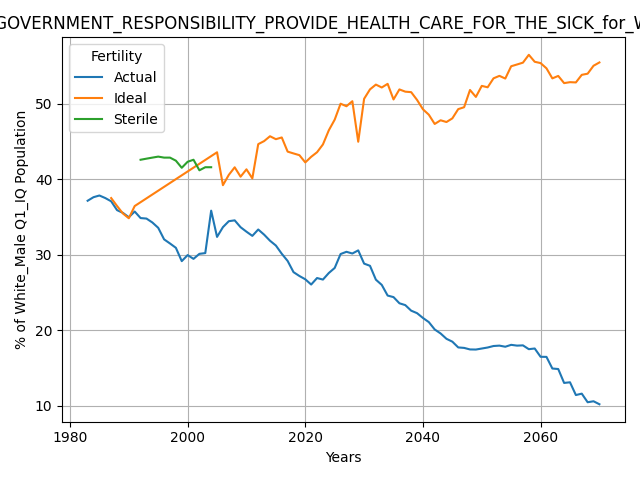 GOVERNMENT_RESPONSIBILITY_PROVIDE_HEALTH_CARE_FOR_THE_SICK_for_W
Fertility
Actual
Ideal
Sterile
% of White_Male Q1_IQ Population
50
40
30
20
10
1980 2000 2020 2040 2060
Years